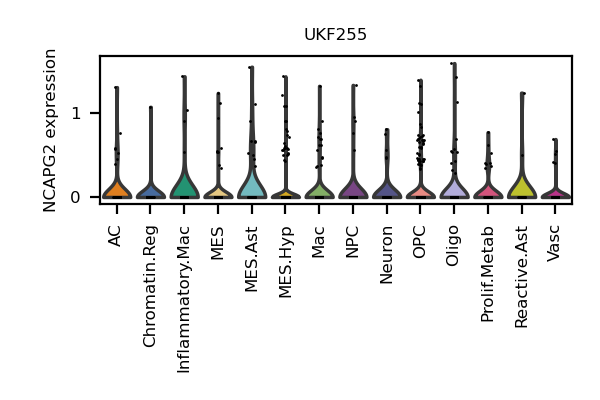 UKF255
NCAPG2 expression
1
0
AC
Chromatin.Reg
Inflammatory.Mac
MES
MES.Ast
MES.Hyp
Mac
NPC
Neuron
OPC
Oligo
Prolif.Metab
Reactive.Ast
Vasc